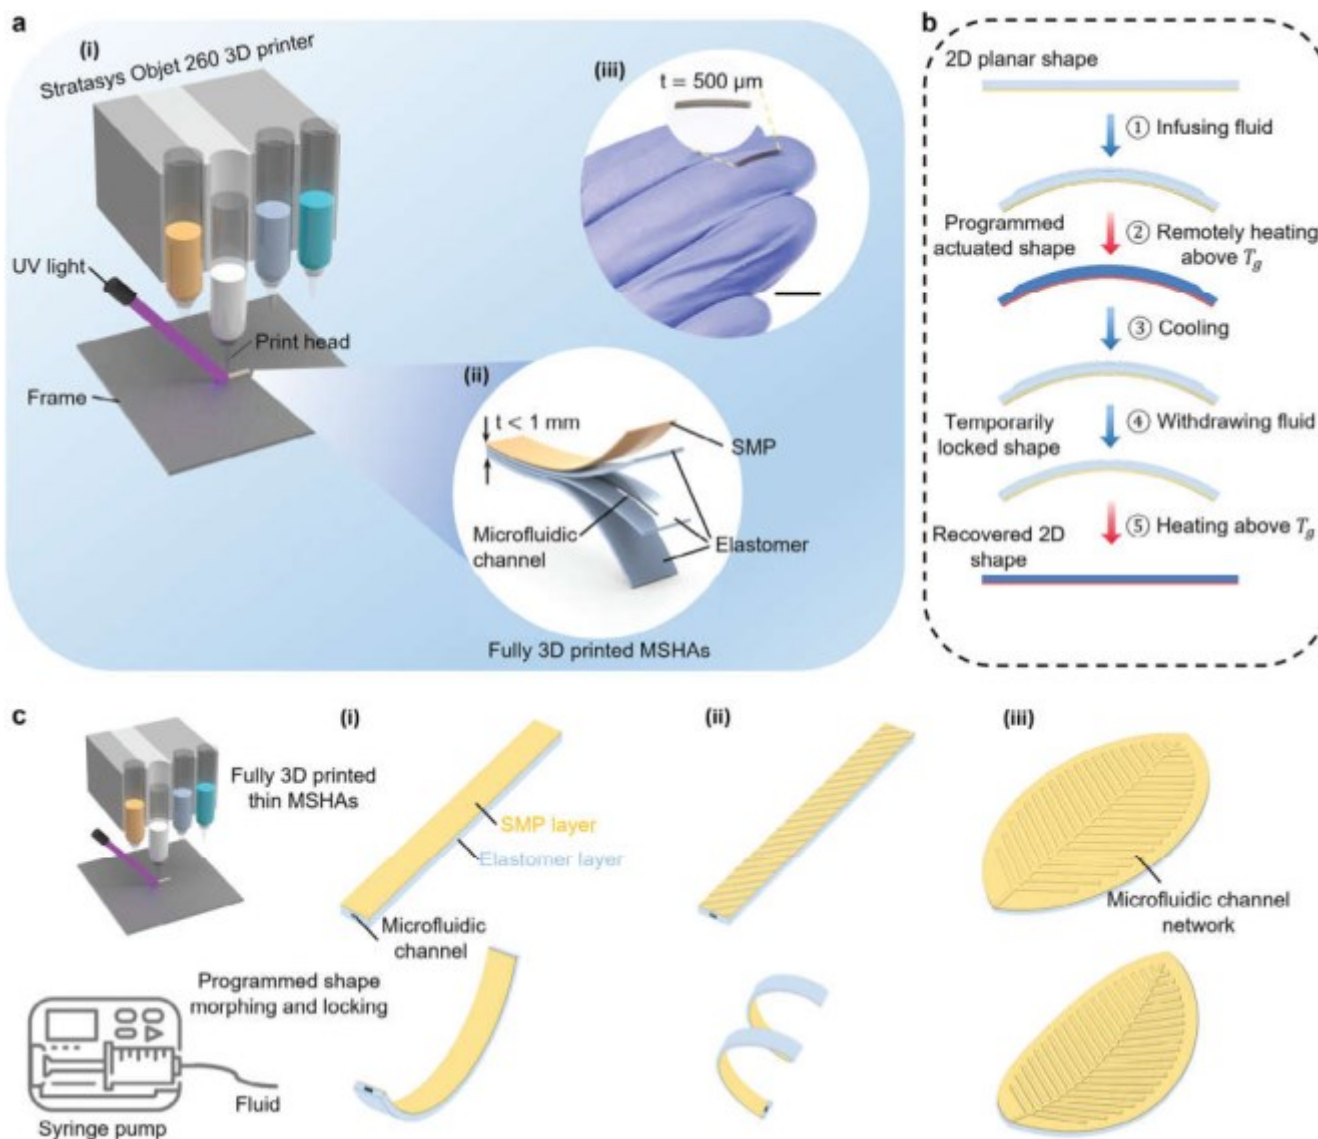 a
(i)
Stratasys Objet 260 3D printer
UV light
Print head
Frame
(iii)
t = 500 µm
(ii)
t < 1 mm
SMP
Microfluidic
channel
Elastomer
Fully 3D printed MSHAs
b
2D planar shape
① Infusing fluid
Programmed
actuated shape
② Remotely heating
above Tg
③ Cooling
Temporarily
locked shape
④ Withdrawing fluid
Recovered 2D
shape
⑤ Heating above Tg
c
Fully 3D printed
thin MSHAs
(i)
SMP layer
Elastomer layer
Microfluidic
channel
(ii)
(iii)
Microfluidic channel
network
Programmed shape
morphing and locking
Fluid
Syringe pump